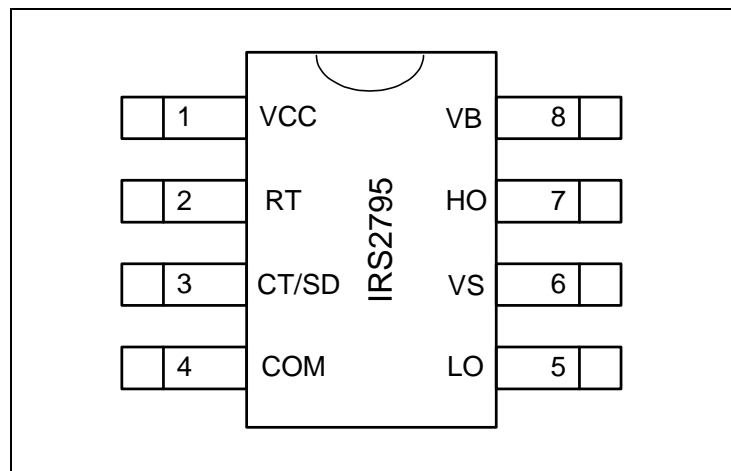 1 VCC VB 8
2 RT HO 7
3 CT/SD VS 6
4 COM LO 5
IRS2795